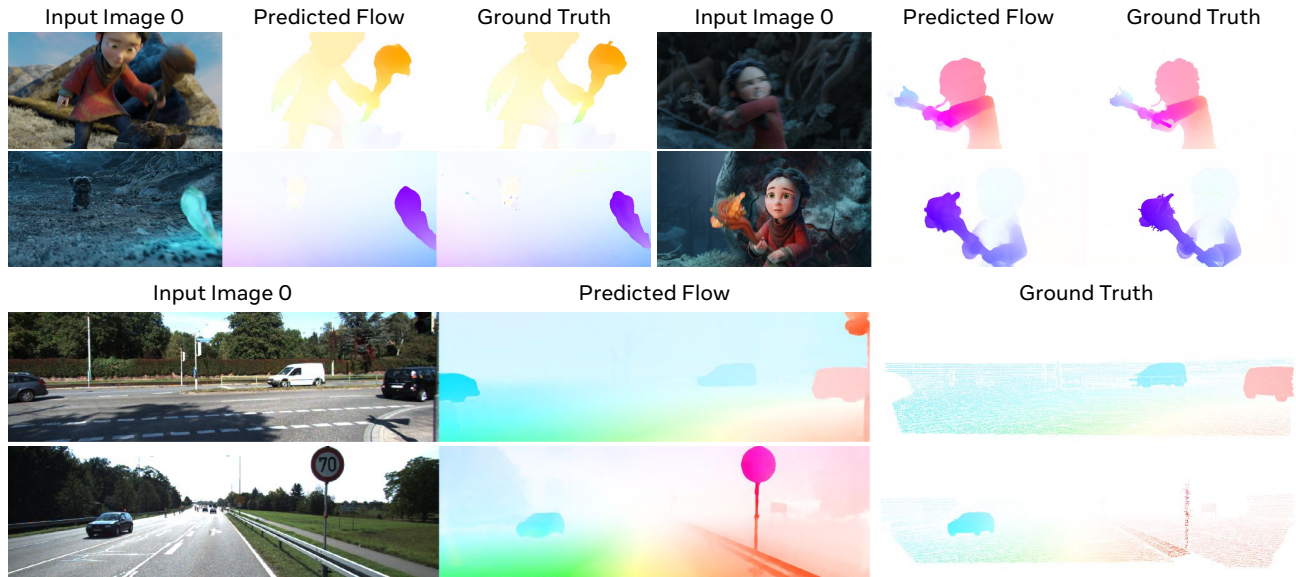 Input Image 0 Predicted Flow Ground Truth Input Image 0 Predicted Flow Ground Truth
Input Image 0 Predicted Flow Ground Truth
70